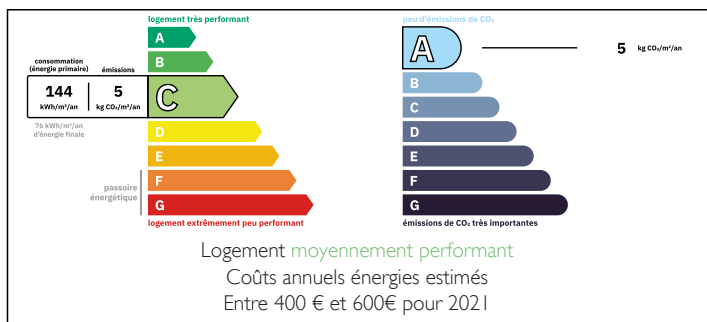 logement très performant
A
B
consommation
(énergie primaire)
émissions
144
kWh/m²/an
5
kg CO₂/m²/an
C
76 kWh/m²/an
d'énergie finale
D
E
passoire
énergétique
F
G
logement extrêmement peu performant
peu d'émissions de CO₂
A
5 kg CO₂/m²/an
B
C
D
E
F
G
émissions de CO₂ très importantes
Logement moyennement performant
Coûts annuels énergies estimés
Entre 400 € et 600€ pour 2021